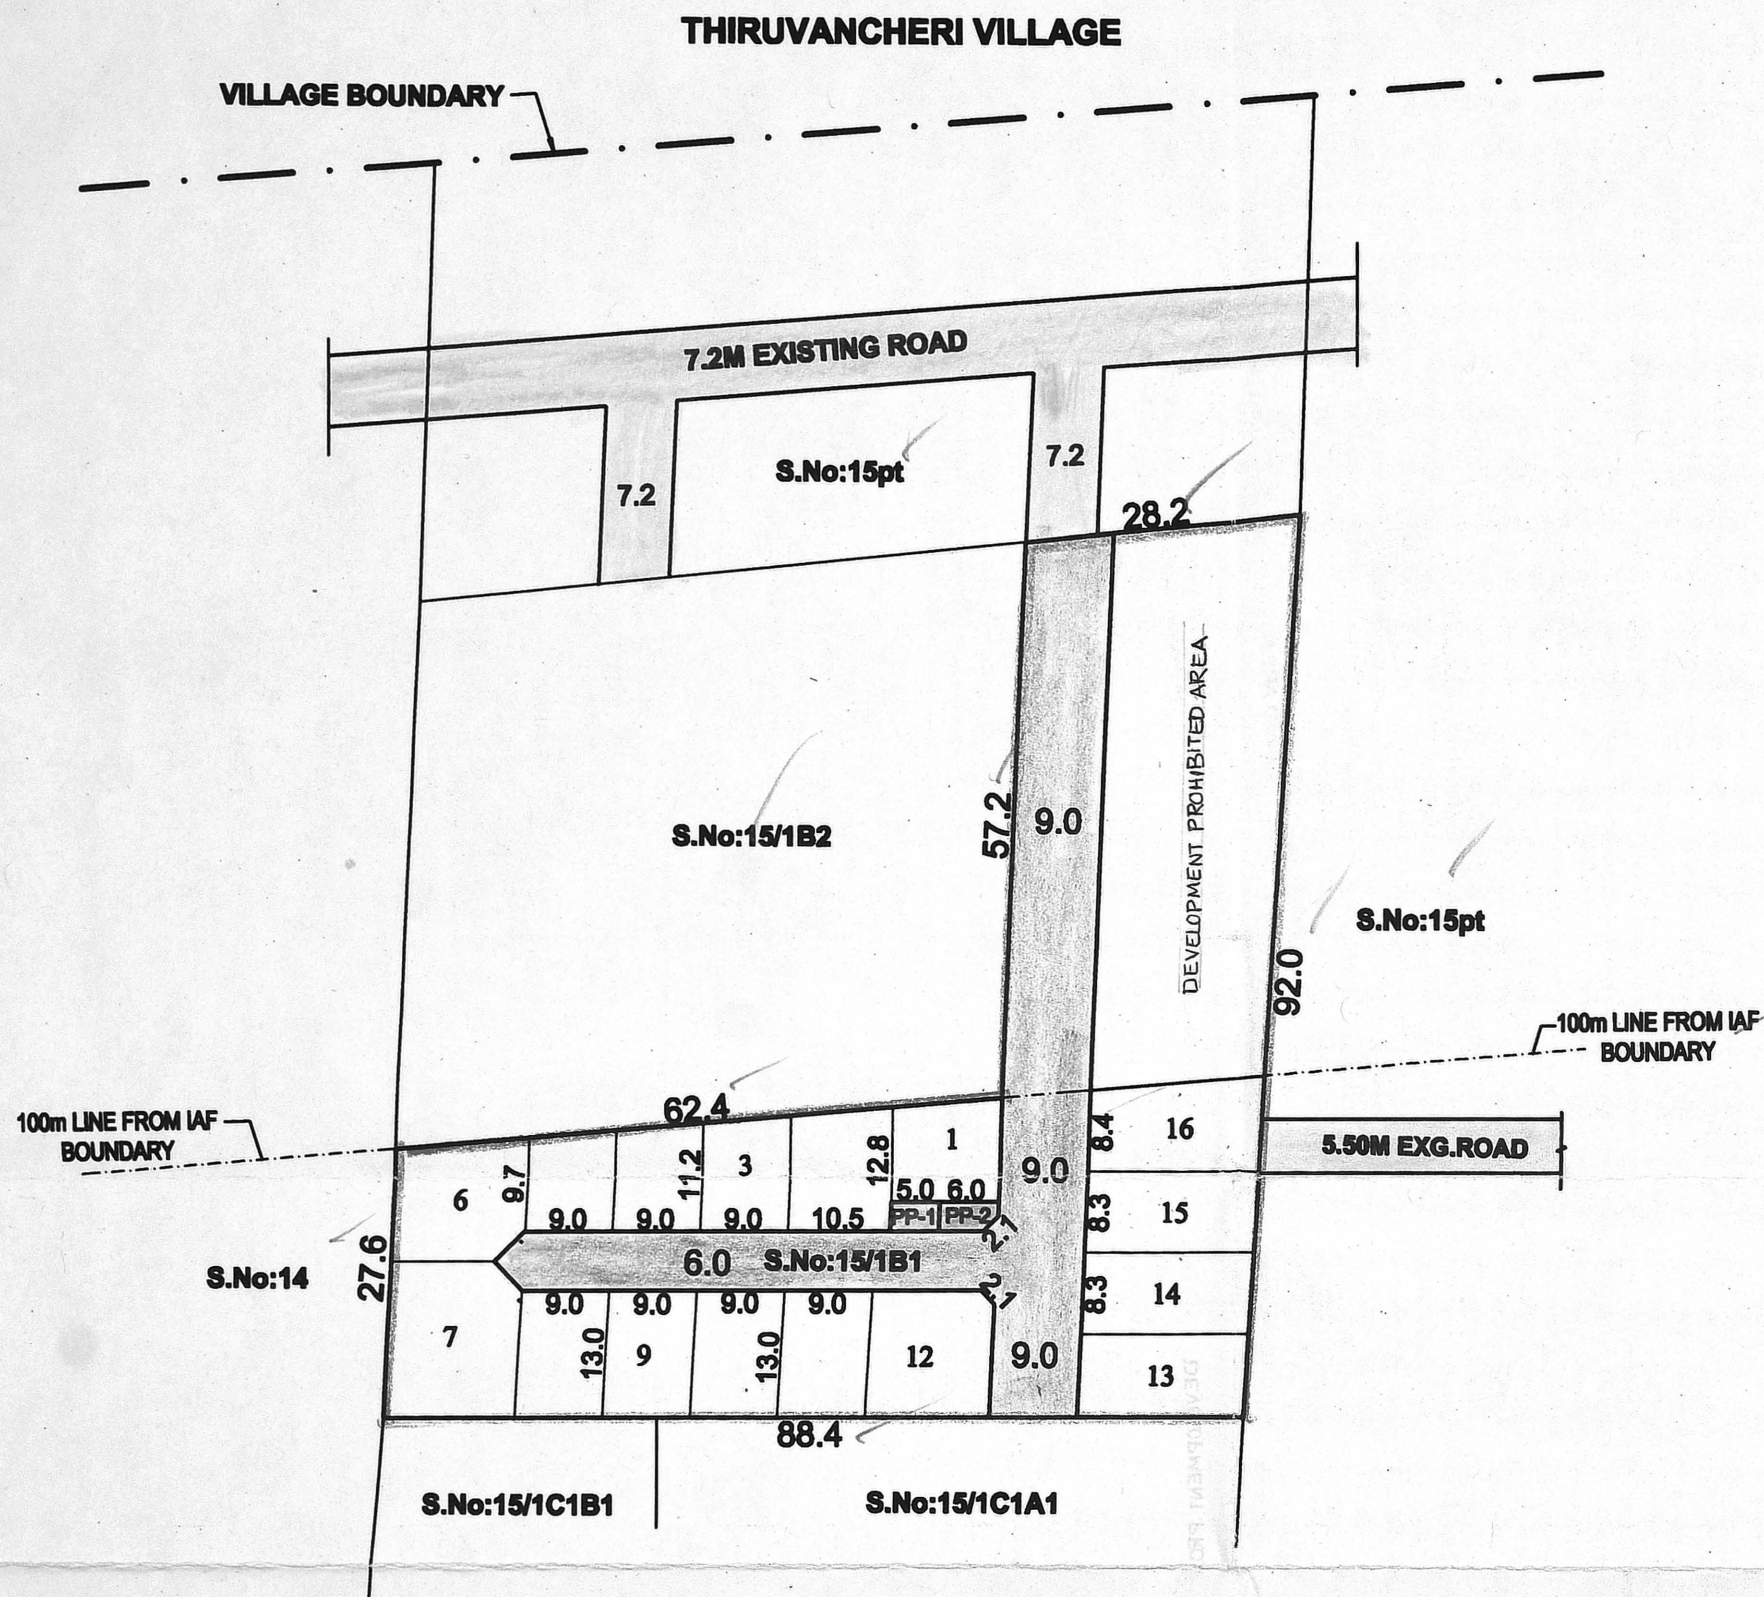 THIRUVANCHERI VILLAGE
VILLAGE BOUNDARY
7.2M EXISTING ROAD
7.2
S.No:15pt
7.2
28.2
DEVELOPMENT PROHIBITED AREA
S.No:15/1B2
57.2
9.0
S.No:15pt
92.0
100m LINE FROM IAF
BOUNDARY
100m LINE FROM IAF
BOUNDARY
62.4
6
9.7
11.2
3
12.8
1
5.0
6.0
9.0
9.0
9.0
10.5
PP-1
PP-2
9.0
8.4
16
5.50M EXG.ROAD
2.1
8.3
15
S.No:14
27.6
6.0
S.No:15/1B1
2.1
8.3
14
9.0
9.0
9.0
9.0
7
13.0
9
13.0
12
9.0
13
88.4
S.No:15/1C1B1
S.No:15/1C1A1